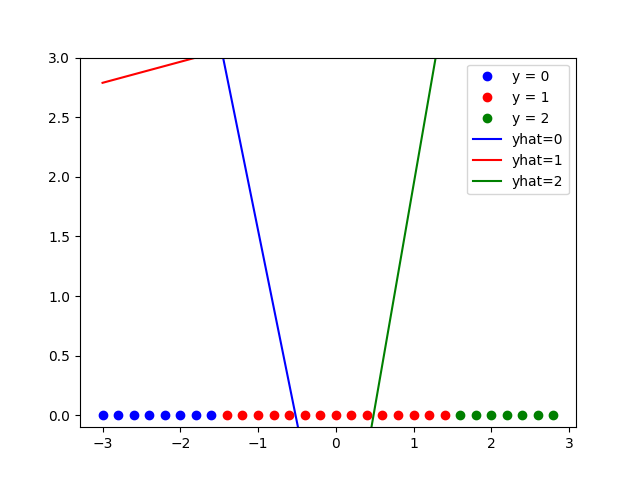 3.0
2.5
2.0
1.5
1.0
0.5
0.0
−3 −2 −1 0 1 2 3
y = 0
y = 1
y = 2
yhat=0
yhat=1
yhat=2